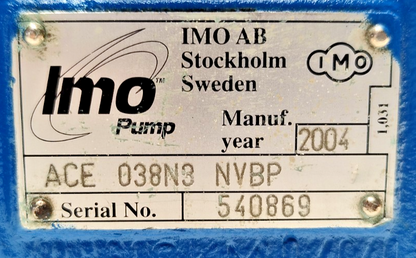 IMO AB
Stockholm
Sweden
IMO
Imo™
Pump
Manuf.
year 2004
1.031
ACE 038N3 NVBP
Serial No. 540869